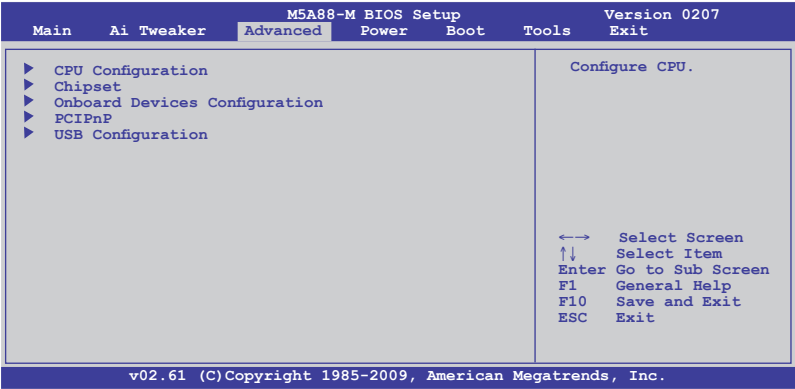 M5A88-M BIOS Setup Version 0207
Main Ai Tweaker Advanced Power Boot Tools Exit
CPU Configuration
Chipset
Onboard Devices Configuration
PCIPnP
USB Configuration
Configure CPU.
←→ Select Screen
↑↓ Select Item
Enter Go to Sub Screen
F1 General Help
F10 Save and Exit
ESC Exit
v02.61 (C)Copyright 1985-2009, American Megatrends, Inc.